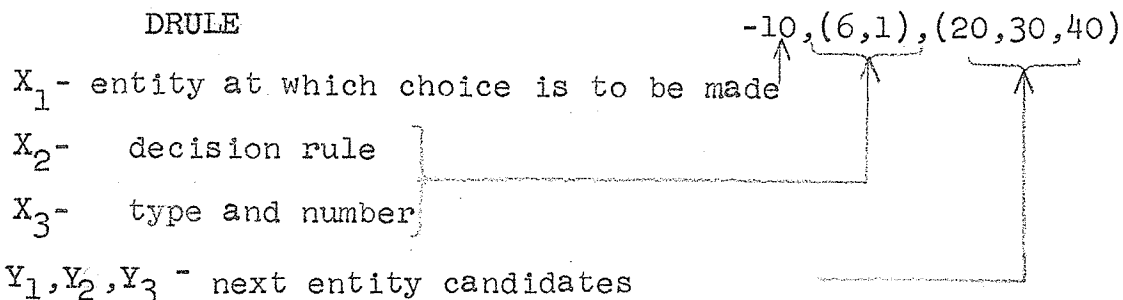 DRULE -10,(6,1),(20,30,40)
X1- entity at which choice is to be made
X2- decision rule
X3- type and number
Y1,Y2,Y3 - next entity candidates